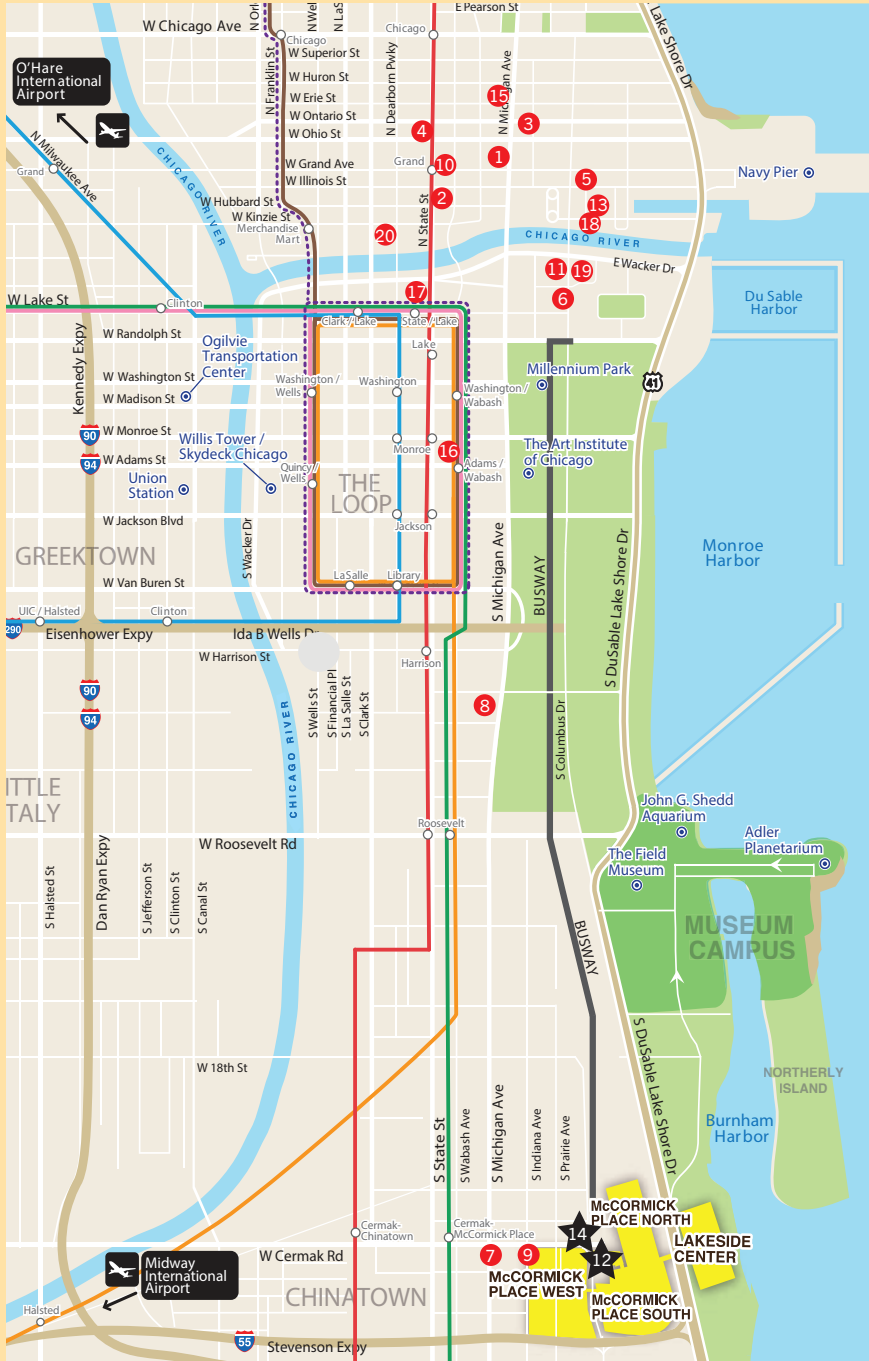 E Pearson St
W Chicago Ave
Chicago
Chicago
N Franklin St
N Dearborn Pkwy
N State St
N Michigan Ave
Lake Shore Dr
W Superior St
W Huron St
W Erie St
W Ontario St
W Ohio St
W Grand Ave
W Illinois St
Grand
W Hubbard St
W Kinzie St
Merchandise
Mart
O'Hare
International
Airport
N Milwaukee Ave
Grand
CHICAGO RIVER
15
3
4
1
10
5
2
13
18
20
11
19
17
6
Navy Pier
CHICAGO RIVER
E Wacker Dr
Du Sable
Harbor
W Lake St
Clinton
Clark / Lake
State / Lake
Lake
W Randolph St
Ogilvie
Transportation
Center
W Washington St
W Madison St
Kennedy Expy
90
94
W Monroe St
W Adams St
Washington /
Wells
Washington
Washington /
Wabash
Millennium Park
41
Willis Tower /
Skydeck Chicago
Monroe
16
Adams /
Wabash
The Art Institute
of Chicago
Union
Station
Quincy /
Wells
THE
LOOP
Jackson
W Jackson Blvd
S Wacker Dr
GREEKTOWN
W Van Buren St
LaSalle
Library
S Michigan Ave
BUSWAY
S DuSable Lake Shore Dr
Monroe
Harbor
UIC / Halsted
Clinton
290
Eisenhower Expy
Ida B Wells Dr
W Harrison St
Harrison
90
94
S Wells St
S Financial Pl
S La Salle St
S Clark St
CHICAGO RIVER
8
S Columbus Dr
ITTLE
TALY
Roosevelt
W Roosevelt Rd
John G. Shedd
Aquarium
Adler
Planetarium
The Field
Museum
MUSEUM
CAMPUS
S Halsted St
Dan Ryan Expy
S Jefferson St
S Clinton St
S Canal St
BUSWAY
S DuSable Lake Shore Dr
W 18th St
NORTHERLY
ISLAND
Burnham
Harbor
S State St
S Wabash Ave
S Michigan Ave
S Indiana Ave
S Prairie Ave
Cermak-
Chinatown
Cermak-
McCormick Place
W Cermak Rd
7
9
14
12
McCORMICK
PLACE NORTH
LAKESIDE
CENTER
McCORMICK
PLACE WEST
McCORMICK
PLACE SOUTH
Midway
International
Airport
CHINATOWN
Halsted
55
Stevenson Expy